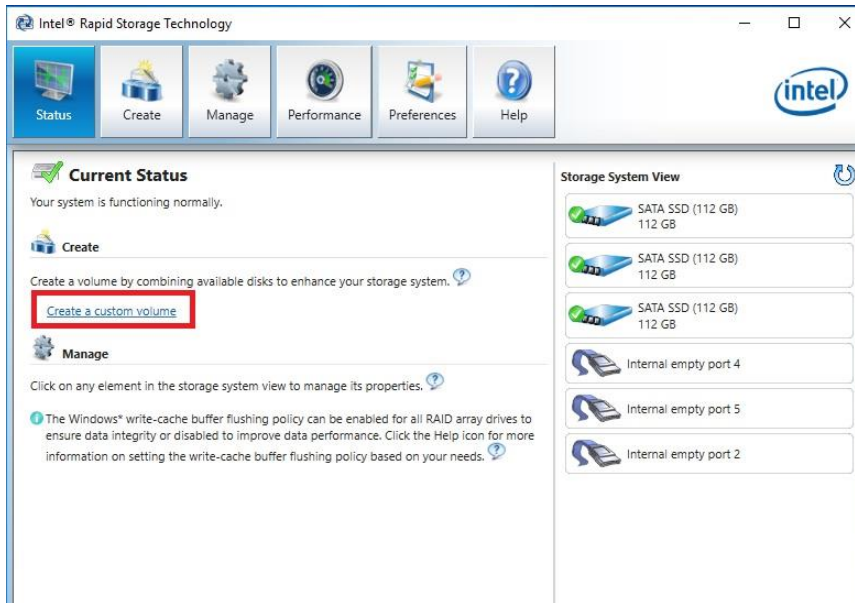 Intel® Rapid Storage Technology
Status
Create
Manage
Performance
Preferences
Help
intel
Current Status
Your system is functioning normally.
Create
Create a volume by combining available disks to enhance your storage system.
Create a custom volume
Manage
Click on any element in the storage system view to manage its properties.
The Windows* write-cache buffer flushing policy can be enabled for all RAID array drives to
ensure data integrity or disabled to improve data performance. Click the Help icon for more
information on setting the write-cache buffer flushing policy based on your needs.
Storage System View
SATA SSD (112 GB)
112 GB
SATA SSD (112 GB)
112 GB
SATA SSD (112 GB)
112 GB
Internal empty port 4
Internal empty port 5
Internal empty port 2